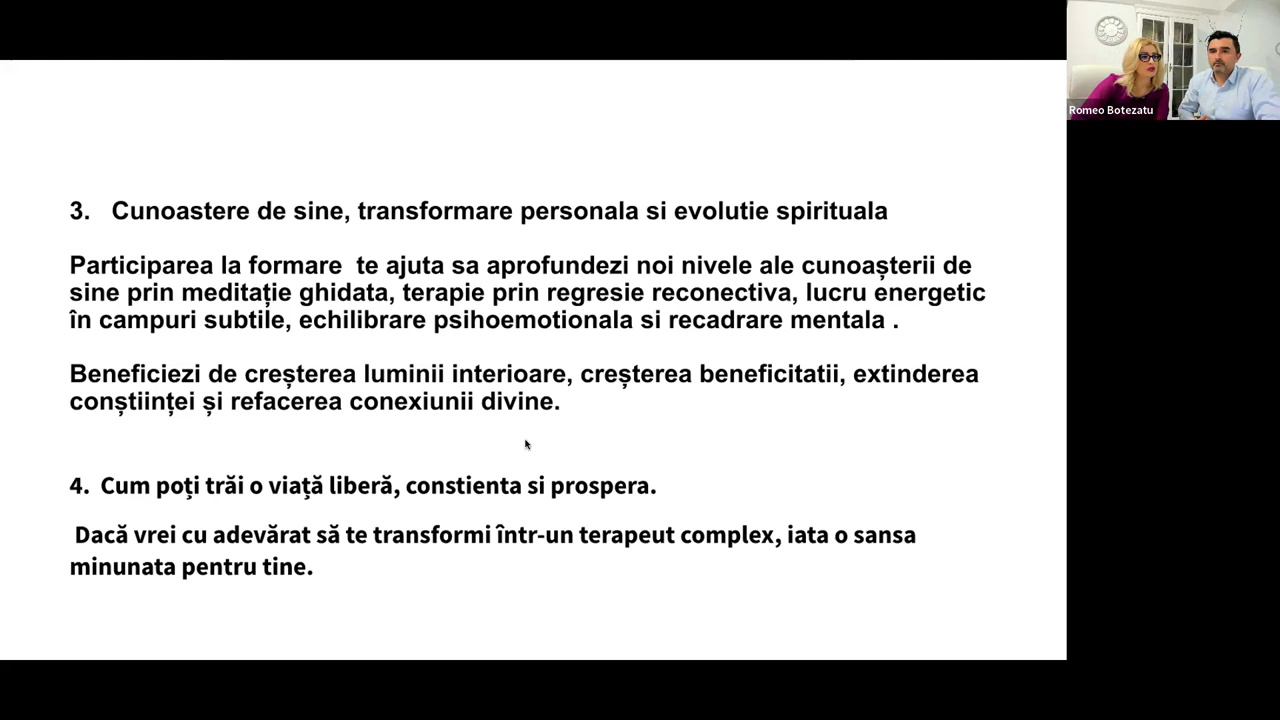 Romeo Botezatu
3. Cunoastere de sine, transformare personala si evolutie spirituala
Participarea la formare te ajuta sa aprofundezi noi nivele ale cunoașterii de
sine prin meditație ghidata, terapie prin regresie reconectiva, lucru energetic
în campuri subtile, echilibrare psihoemotionala si recadrare mentala .
Beneficiezi de creșterea luminii interioare, creșterea beneficitatii, extinderea
conștiinței și refacerea conexiunii divine.
4. Cum poți trăi o viață liberă, constienta si prospera.
Dacă vrei cu adevărat să te transformi într-un terapeut complex, iata o sansa
minunata pentru tine.